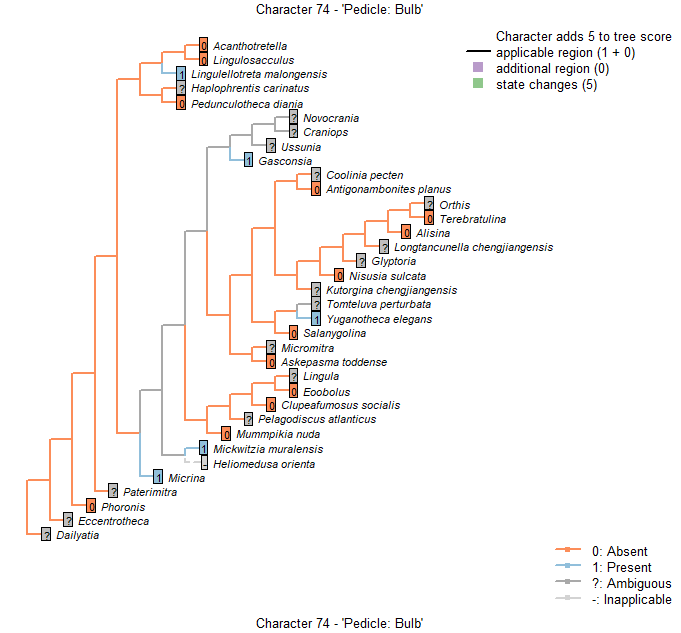 Character 74 - 'Pedicle: Bulb'
Character adds 5 to tree score
applicable region (1 + 0)
additional region (0)
state changes (5)
0 Acanthotretella
0 Lingulosacculus
1 Lingulellotreta malongensis
? Haplophrentis carinatus
0 Pedunculotheca diania
? Novocrania
? Craniops
? Ussunia
1 Gasconsia
? Coolinia pecten
0 Antigonambonites planus
? Orthis
0 Terebratulina
0 Alisina
? Longtancunella chengjiangensis
? Glyptoria
0 Nisusia sulcata
? Kutorgina chengjiangensis
? Tomteluva perturbata
1 Yuganotheca elegans
0 Salanygolina
? Micromitra
0 Askepasma toddense
? Lingula
0 Eoobolus
0 Clupeafumosus socialis
? Pelagodiscus atlanticus
0 Mummpikia nuda
1 Mickwitzia muralensis
- Heliomedusa orienta
1 Micrina
? Paterimitra
0 Phoronis
? Eccentrotheca
? Dailyatia
0: Absent
1: Present
?: Ambiguous
-: Inapplicable
Character 74 - 'Pedicle: Bulb'